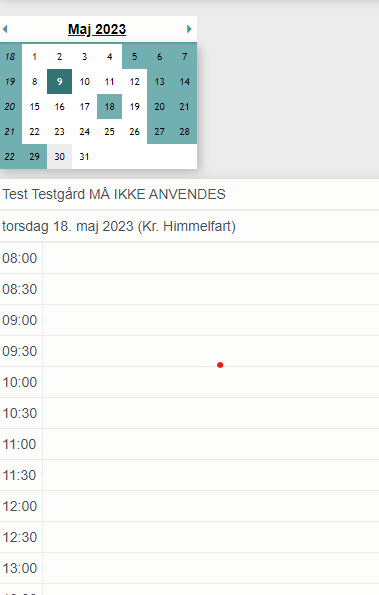 Maj 2023
18 1 2 3 4 5 6 7
19 8 9 10 11 12 13 14
20 15 16 17 18 19 20 21
21 22 23 24 25 26 27 28
22 29 30 31
Test Testgård MÅ IKKE ANVENDES
torsdag 18. maj 2023 (Kr. Himmelfart)
08:00
08:30
09:00
09:30
10:00
10:30
11:00
11:30
12:00
12:30
13:00